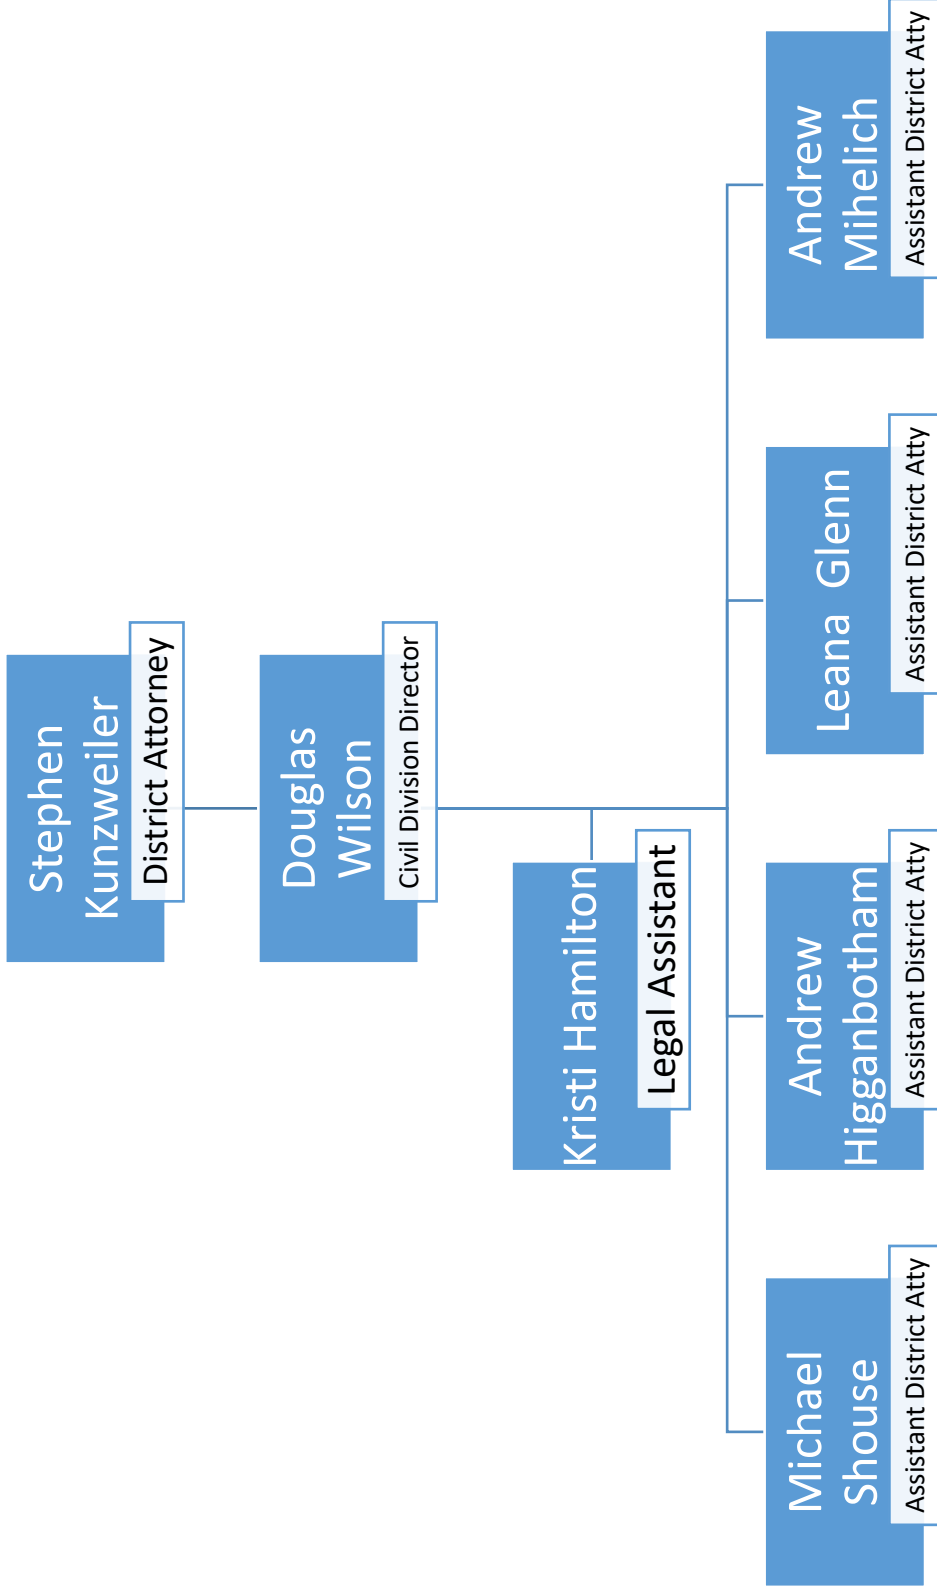 Stephen
Kunzweiler
District Attorney
Douglas
Wilson
Civil Division Director
Kristi Hamilton
Legal Assistant
Michael
Shouse
Assistant District Atty
Andrew
Higganbotham
Assistant District Atty
Leana  Glenn
Assistant District Atty
Andrew
Mihelich
Assistant District Atty